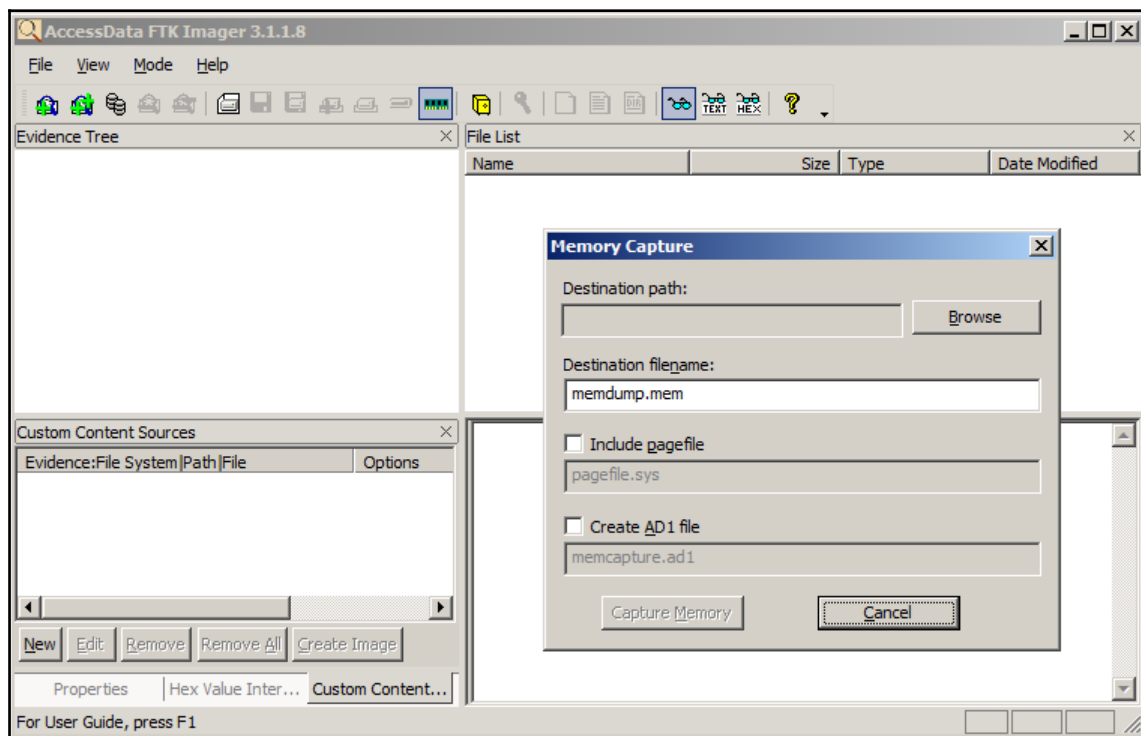 AccessData FTK Imager 3.1.1.8
File View Mode Help
TEXT HEX
DIR
Evidence Tree
File List
Name Size Type Date Modified
Memory Capture
Destination path:
Browse
Destination filename:
memdump.mem
Include pagefile
pagefile.sys
Create AD1 file
memcapture.ad1
Capture Memory Cancel
Custom Content Sources
Evidence:File System|Path|File Options
New Edit Remove Remove All Create Image
Properties Hex Value Inter... Custom Content...
For User Guide, press F1